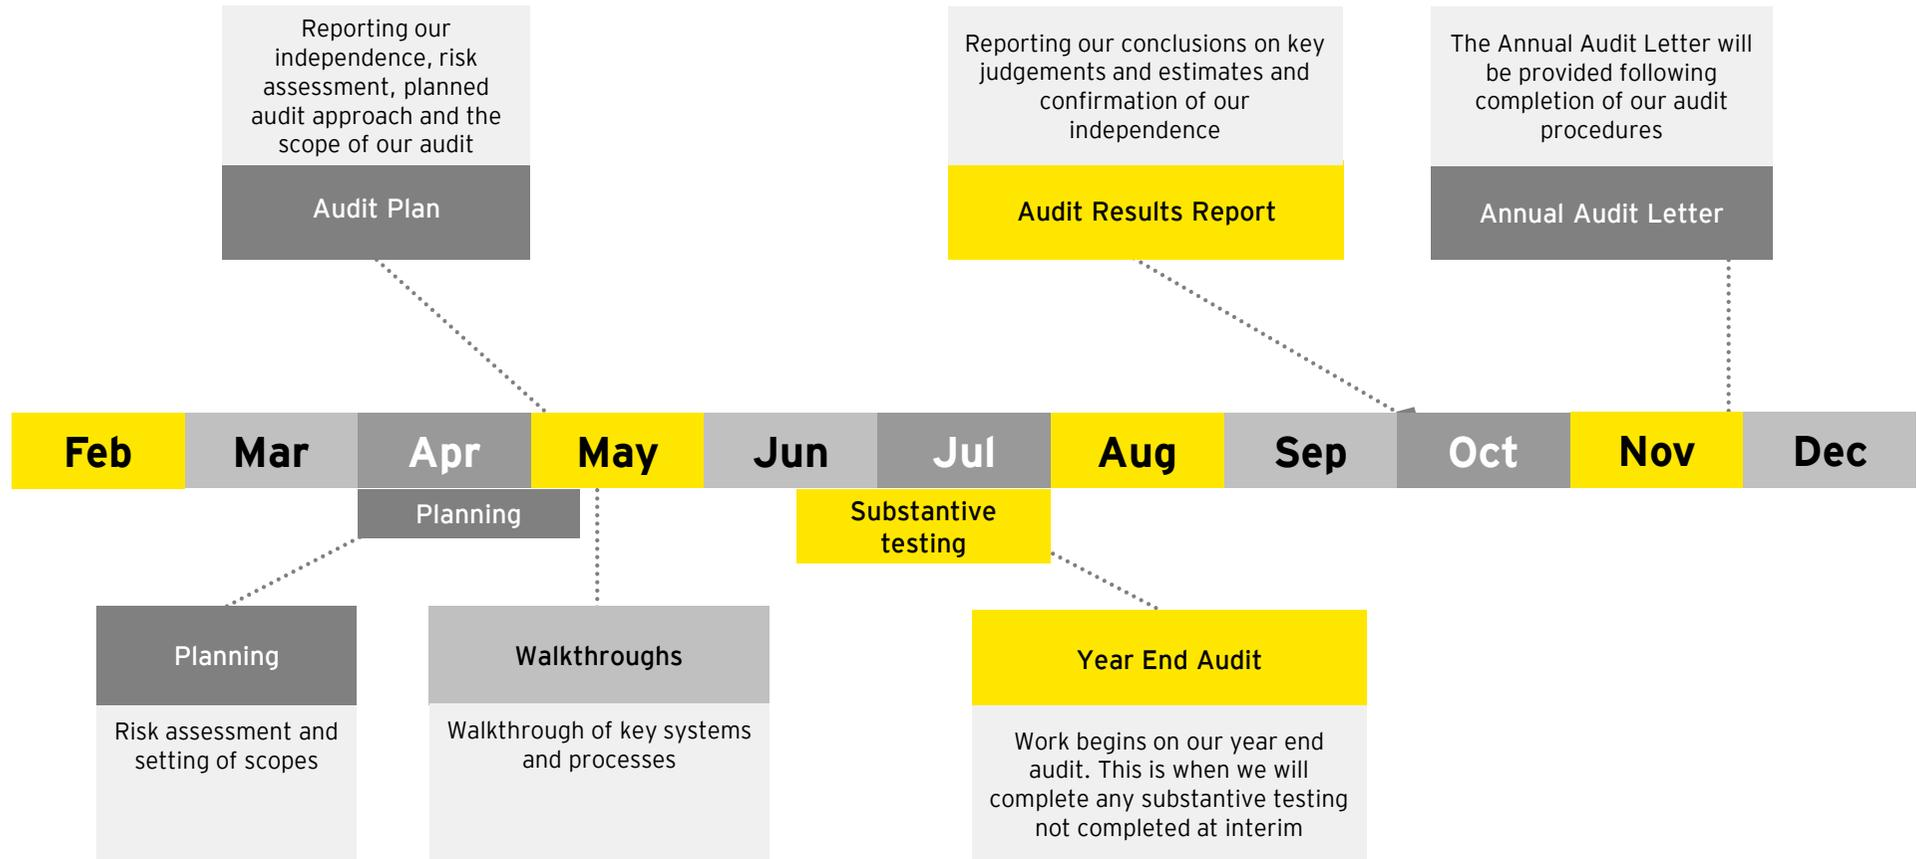 Reporting our
independence, risk
assessment, planned
audit approach and the
scope of our audit
Audit Plan
Reporting our conclusions on key
judgements and estimates and
confirmation of our
independence
Audit Results Report
The Annual Audit Letter will
be provided following
completion of our audit
procedures
Annual Audit Letter
Feb Mar Apr May Jun Jul Aug Sep Oct Nov Dec
Planning
Substantive
testing
Planning
Risk assessment and
setting of scopes
Walkthroughs
Walkthrough of key systems
and processes
Year End Audit
Work begins on our year end
audit. This is when we will
complete any substantive testing
not completed at interim